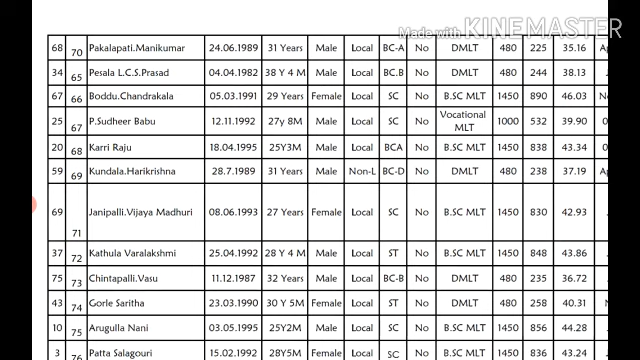 Made with KINEMASTER
68 70 Pakalapati.Manikumar 24.06.1989 31 Years Male Local BC-A No DMLT 480 225 35.16
34 65 Pesala L.C.S.Prasad 04.04.1982 38 Y 4 M Male Local BC.B No DMLT 480 244 38.13
67 66 Boddu.Chandrakala 05.03.1991 29 Years Female Local SC No B.SC MLT 1450 890 46.03
25 67 P.Sudheer Babu 12.11.1992 27y 8M Male Local SC No Vocational MLT 1000 532 39.90
20 68 Karri Raju 18.04.1995 25Y3M Male Local BCA No B.SC MLT 1450 838 43.34
59 69 Kundala.Harikrishna 28.7.1989 31 Years Male Non-L BC-D No DMLT 480 238 37.19
69 71 Janipalli.Vijaya Madhuri 08.06.1993 27 Years Female Local SC No B.SC MLT 1450 830 42.93
37 72 Kathula Varalakshmi 25.04.1992 28 Y 4 M Male Local ST No B.SC MLT 1450 848 43.86
75 73 Chintapalli.Vasu 11.12.1987 32 Years Male Local BC-B No DMLT 480 235 36.72
43 74 Gorle Saritha 23.03.1990 30 Y 5M Female Local ST No DMLT 480 258 40.31
10 75 Arugulla Nani 03.05.1995 25Y2M Male Local SC No B.SC MLT 1450 856 44.28
3 76 Patta Salagouri 15.02.1992 28Y5M Female Local SC No B.SC MLT 1450 836 43.24